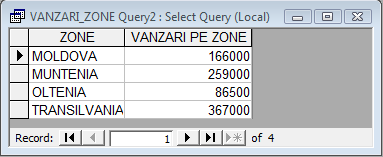 VANZARI_ZONE Query2 : Select Query (Local)
ZONE VANZARI PE ZONE
MOLDOVA 166000
MUNTENIA 259000
OLTENIA 86500
TRANSILVANIA 367000
Record: 1 of 4